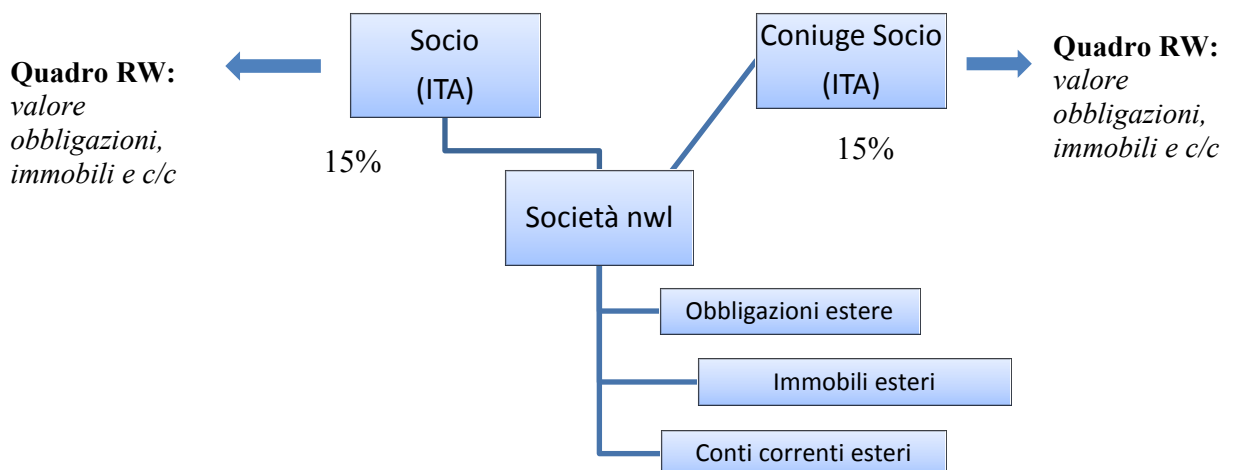 Quadro RW:
valore
obbligazioni,
immobili e c/c
Socio
(ITA)
15%
Coniuge Socio
(ITA)
15%
Quadro RW:
valore
obbligazioni,
immobili e c/c
Società nwl
Obbligazioni estere
Immobili esteri
Conti correnti esteri